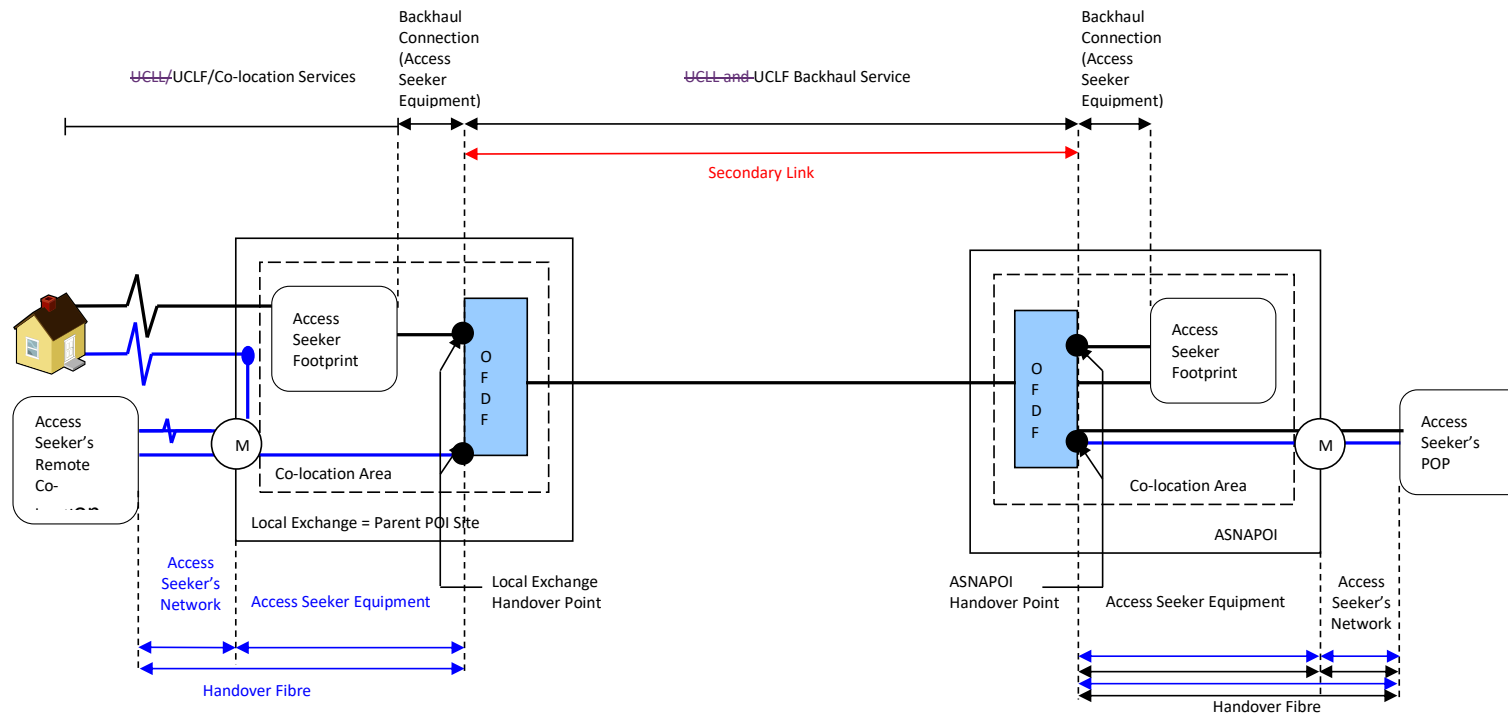 Backhaul
Connection
(Access
Seeker
Equipment)
Backhaul
Connection
(Access
Seeker
Equipment)
UCLL/UCLF/Co-location Services
UCLL and UCLF Backhaul Service
Secondary Link
Access
Seeker
Footprint
O
F
D
F
O
F
D
F
Access
Seeker
Footprint
Access
Seeker’s
Remote
Co-
M
Co-location Area
Local Exchange = Parent POI Site
M
Co-location Area
ASNAPOI
Access
Seeker’s
POP
Access
Seeker’s
Network
Access Seeker Equipment
Local Exchange
Handover Point
ASNAPOI
Handover Point
Access Seeker Equipment
Access
Seeker’s
Network
Handover Fibre
Handover Fibre